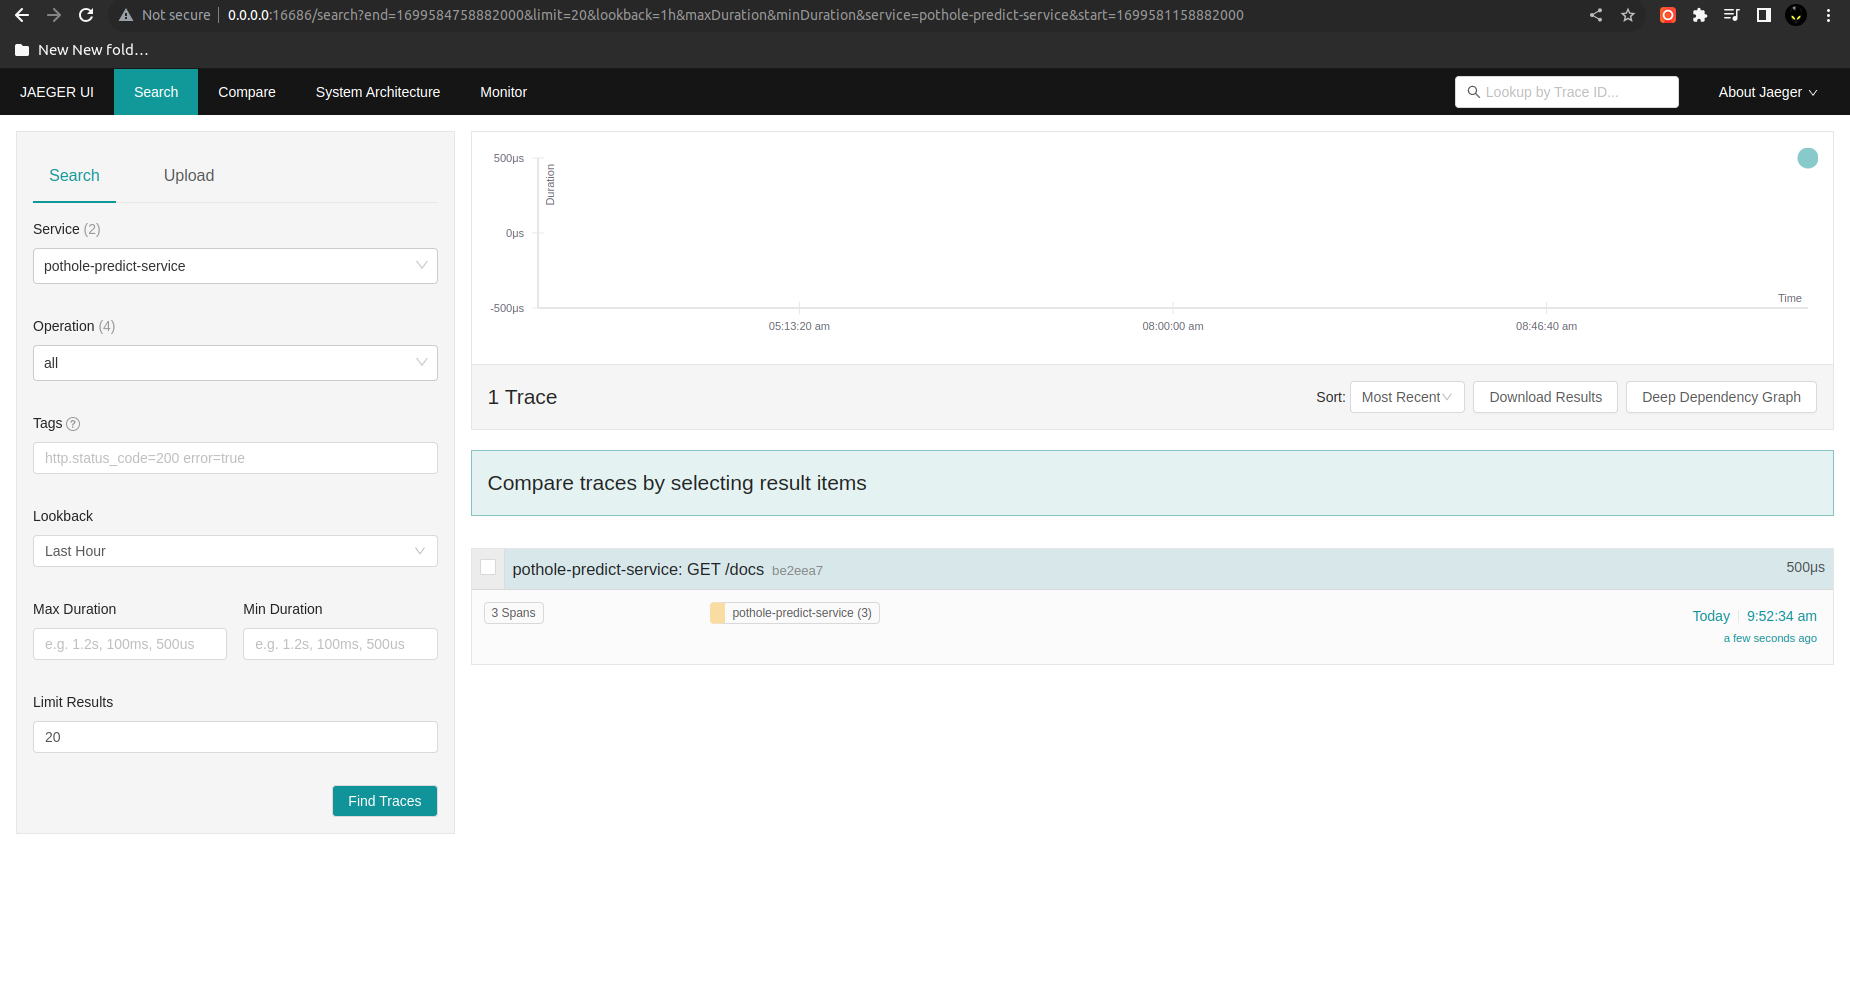 Not secure 0.0.0.0:16686/search?end=1699584758882000&limit=20&lookback=1h&maxDuration&minDuration&service=pothole-predict-service&start=1699581158882000
New New fold...
JAEGER UI Search Compare System Architecture Monitor Lookup by Trace ID... About Jaeger
Search Upload
Service (2)
pothole-predict-service
Operation (4)
all
Tags ?
http.status_code=200 error=true
Lookback
Last Hour
Max Duration Min Duration
e.g. 1.2s, 100ms, 500us e.g. 1.2s, 100ms, 500us
Limit Results
20
Find Traces
Duration
500μs
0μs
-500μs
Time
05:13:20 am 08:00:00 am 08:46:40 am
1 Trace Sort: Most Recent Download Results Deep Dependency Graph
Compare traces by selecting result items
pothole-predict-service: GET /docs be2eea7 500μs
3 Spans pothole-predict-service (3) Today 9:52:34 am
a few seconds ago